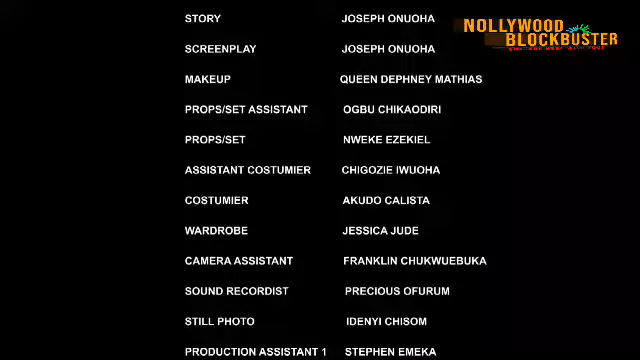 STORY JOSEPH ONUOHA
SCREENPLAY JOSEPH ONUOHA
MAKEUP QUEEN DEPHNEY MATHIAS
PROPS/SET ASSISTANT OGBU CHIKAODIRI
PROPS/SET NWEKE EZEKIEL
ASSISTANT COSTUMIER CHIGOZIE IWUOHA
COSTUMIER AKUDO CALISTA
WARDROBE JESSICA JUDE
CAMERA ASSISTANT FRANKLIN CHUKWUEBUKA
SOUND RECORDIST PRECIOUS OFURUM
STILL PHOTO IDENYI CHISOM
PRODUCTION ASSISTANT 1 STEPHEN EMEKA
NOLLYWOOD
BLOCKBUSTER